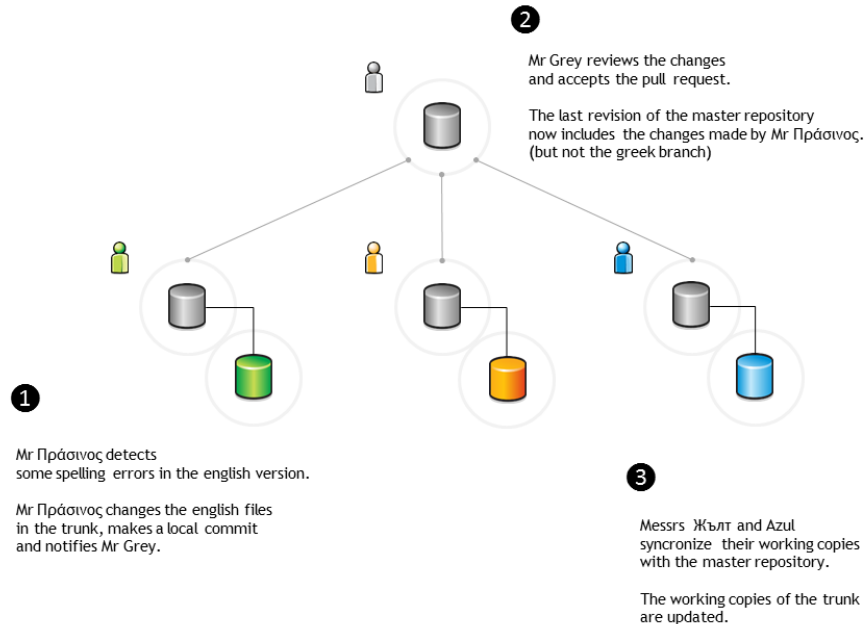 2
Mr Grey reviews the changes
and accepts the pull request.
The last revision of the master repository
now includes the changes made by Mr Πράσινος.
(but not the greek branch)
1
Mr Πράσινος detects
some spelling errors in the english version.
Mr Πράσινος changes the english files
in the trunk, makes a local commit
and notifies Mr Grey.
3
Messrs Жълт and Azul
syncronize their working copies
with the master repository.
The working copies of the trunk
are updated.